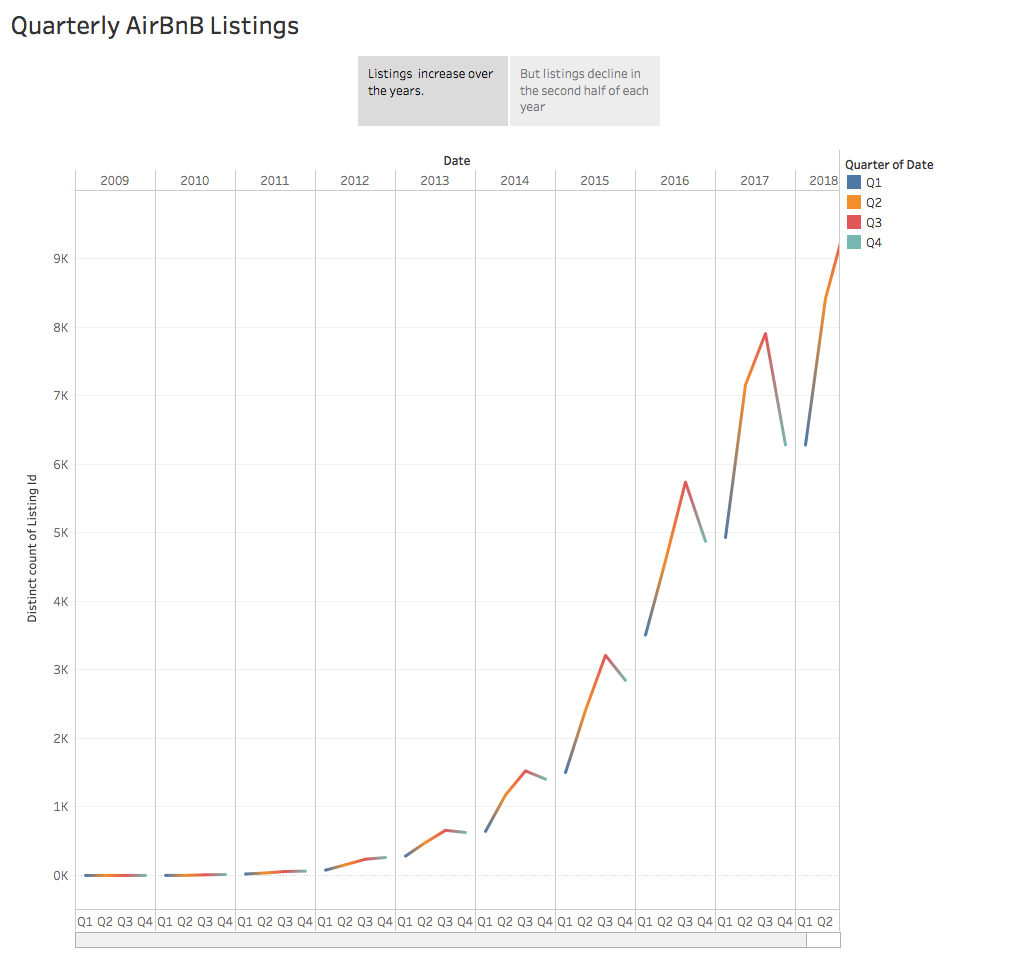 Quarterly AirBnB Listings
Listings increase over
the years.
But listings decline in
the second half of each
year
Date
Quarter of Date
2009 2010 2011 2012 2013 2014 2015 2016 2017 2018
Q1
Q2
Q3
Q4
9K
8K
7K
6K
5K
4K
3K
2K
1K
0K
Distinct count of Listing Id
Q1 Q2 Q3 Q4 Q1 Q2 Q3 Q4 Q1 Q2 Q3 Q4 Q1 Q2 Q3 Q4 Q1 Q2 Q3 Q4 Q1 Q2 Q3 Q4 Q1 Q2 Q3 Q4 Q1 Q2 Q3 Q4 Q1 Q2 Q3 Q4 Q1 Q2